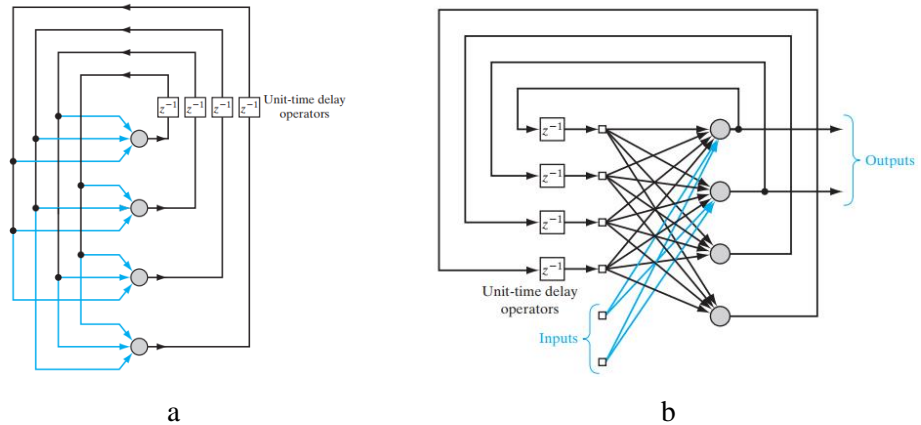 z⁻¹ z⁻¹ z⁻¹ z⁻¹
Unit-time delay
operators
z⁻¹
z⁻¹
z⁻¹
z⁻¹
Outputs
Unit-time delay
operators
Inputs
a
b